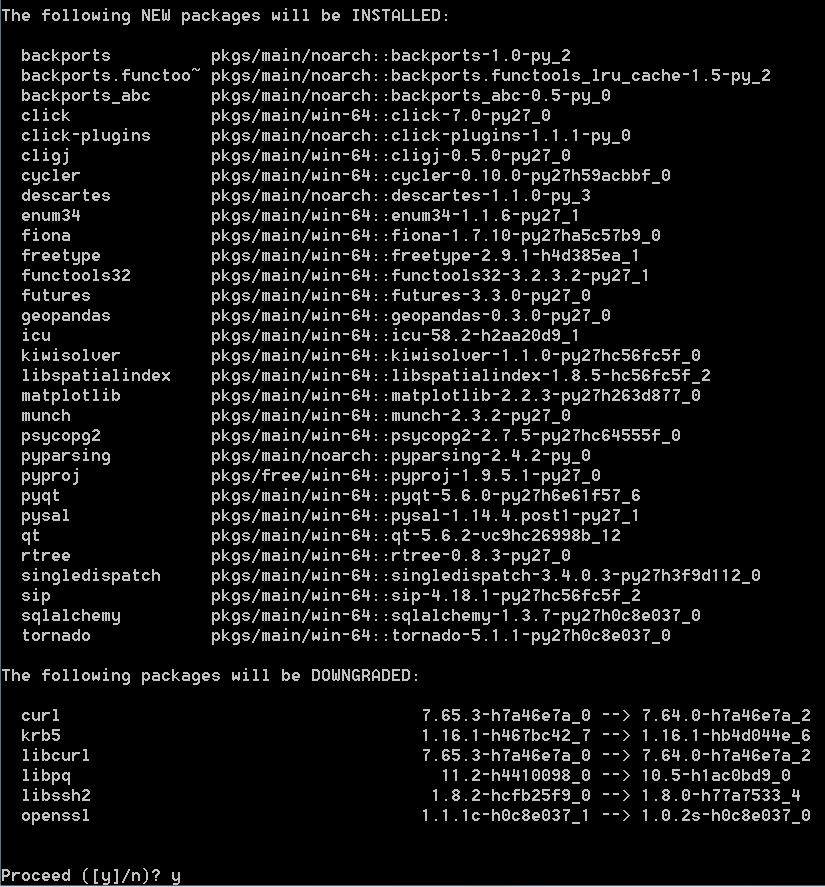 The following NEW packages will be INSTALLED:
backports pkgs/main/noarch::backports-1.0-py_2
backports.functoo~ pkgs/main/noarch::backports.functools_lru_cache-1.5-py_2
backports_abc pkgs/main/noarch::backports_abc-0.5-py_0
click pkgs/main/win-64::click-7.0-py27_0
click-plugins pkgs/main/noarch::click-plugins-1.1.1-py_0
cligj pkgs/main/win-64::cligj-0.5.0-py27_0
cycler pkgs/main/win-64::cycler-0.10.0-py27h59acbbf_0
descartes pkgs/main/noarch::descartes-1.1.0-py_3
enum34 pkgs/main/win-64::enum34-1.1.6-py27_1
fiona pkgs/main/win-64::fiona-1.7.10-py27ha5c57b9_0
freetype pkgs/main/win-64::freetype-2.9.1-h4d385ea_1
functools32 pkgs/main/win-64::functools32-3.2.3.2-py27_1
futures pkgs/main/win-64::futures-3.3.0-py27_0
geopandas pkgs/main/win-64::geopandas-0.3.0-py27_0
icu pkgs/main/win-64::icu-58.2-h2aa20d9_1
kiwisolver pkgs/main/win-64::kiwisolver-1.1.0-py27hc56fc5f_0
libspatialindex pkgs/main/win-64::libspatialindex-1.8.5-hc56fc5f_2
matplotlib pkgs/main/win-64::matplotlib-2.2.3-py27h263d877_0
munch pkgs/main/win-64::munch-2.3.2-py27_0
psycopg2 pkgs/main/win-64::psycopg2-2.7.5-py27hc64555f_0
pyparsing pkgs/main/noarch::pyparsing-2.4.2-py_0
pyproj pkgs/free/win-64::pyproj-1.9.5.1-py27_0
pyqt pkgs/main/win-64::pyqt-5.6.0-py27h6e61f57_6
pysal pkgs/main/win-64::pysal-1.14.4.post1-py27_1
qt pkgs/main/win-64::qt-5.6.2-vc9hc26998b_12
rtree pkgs/main/win-64::rtree-0.8.3-py27_0
singledispatch pkgs/main/win-64::singledispatch-3.4.0.3-py27h3f9d112_0
sip pkgs/main/win-64::sip-4.18.1-py27hc56fc5f_2
sqlalchemy pkgs/main/win-64::sqlalchemy-1.3.7-py27h0c8e037_0
tornado pkgs/main/win-64::tornado-5.1.1-py27h0c8e037_0
The following packages will be DOWNGRADED:
curl 7.65.3-h7a46e7a_0 --> 7.64.0-h7a46e7a_2
krb5 1.16.1-h467bc42_7 --> 1.16.1-hb4d044e_6
libcurl 7.65.3-h7a46e7a_0 --> 7.64.0-h7a46e7a_2
libpq 11.2-h4410098_0 --> 10.5-h1ac0bd9_0
libssh2 1.8.2-hcfb25f9_0 --> 1.8.0-h77a7533_4
openssl 1.1.1c-h0c8e037_1 --> 1.0.2s-h0c8e037_0
Proceed ([y]/n)? y